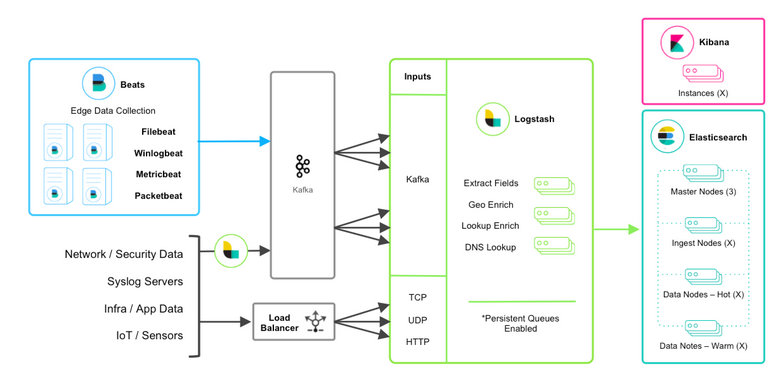 Beats
Edge Data Collection
Filebeat
Winlogbeat
Metricbeat
Packetbeat
Network / Security Data
Syslog Servers
Infra / App Data
IoT / Sensors
Kafka
Load
Balancer
Inputs
Kafka
TCP
UDP
HTTP
Logstash
Extract Fields
Geo Enrich
Lookup Enrich
DNS Lookup
*Persistent Queues
Enabled
Kibana
Instances (X)
Elasticsearch
Master Nodes (3)
Ingest Nodes (X)
Data Nodes – Hot (X)
Data Notes – Warm (X)